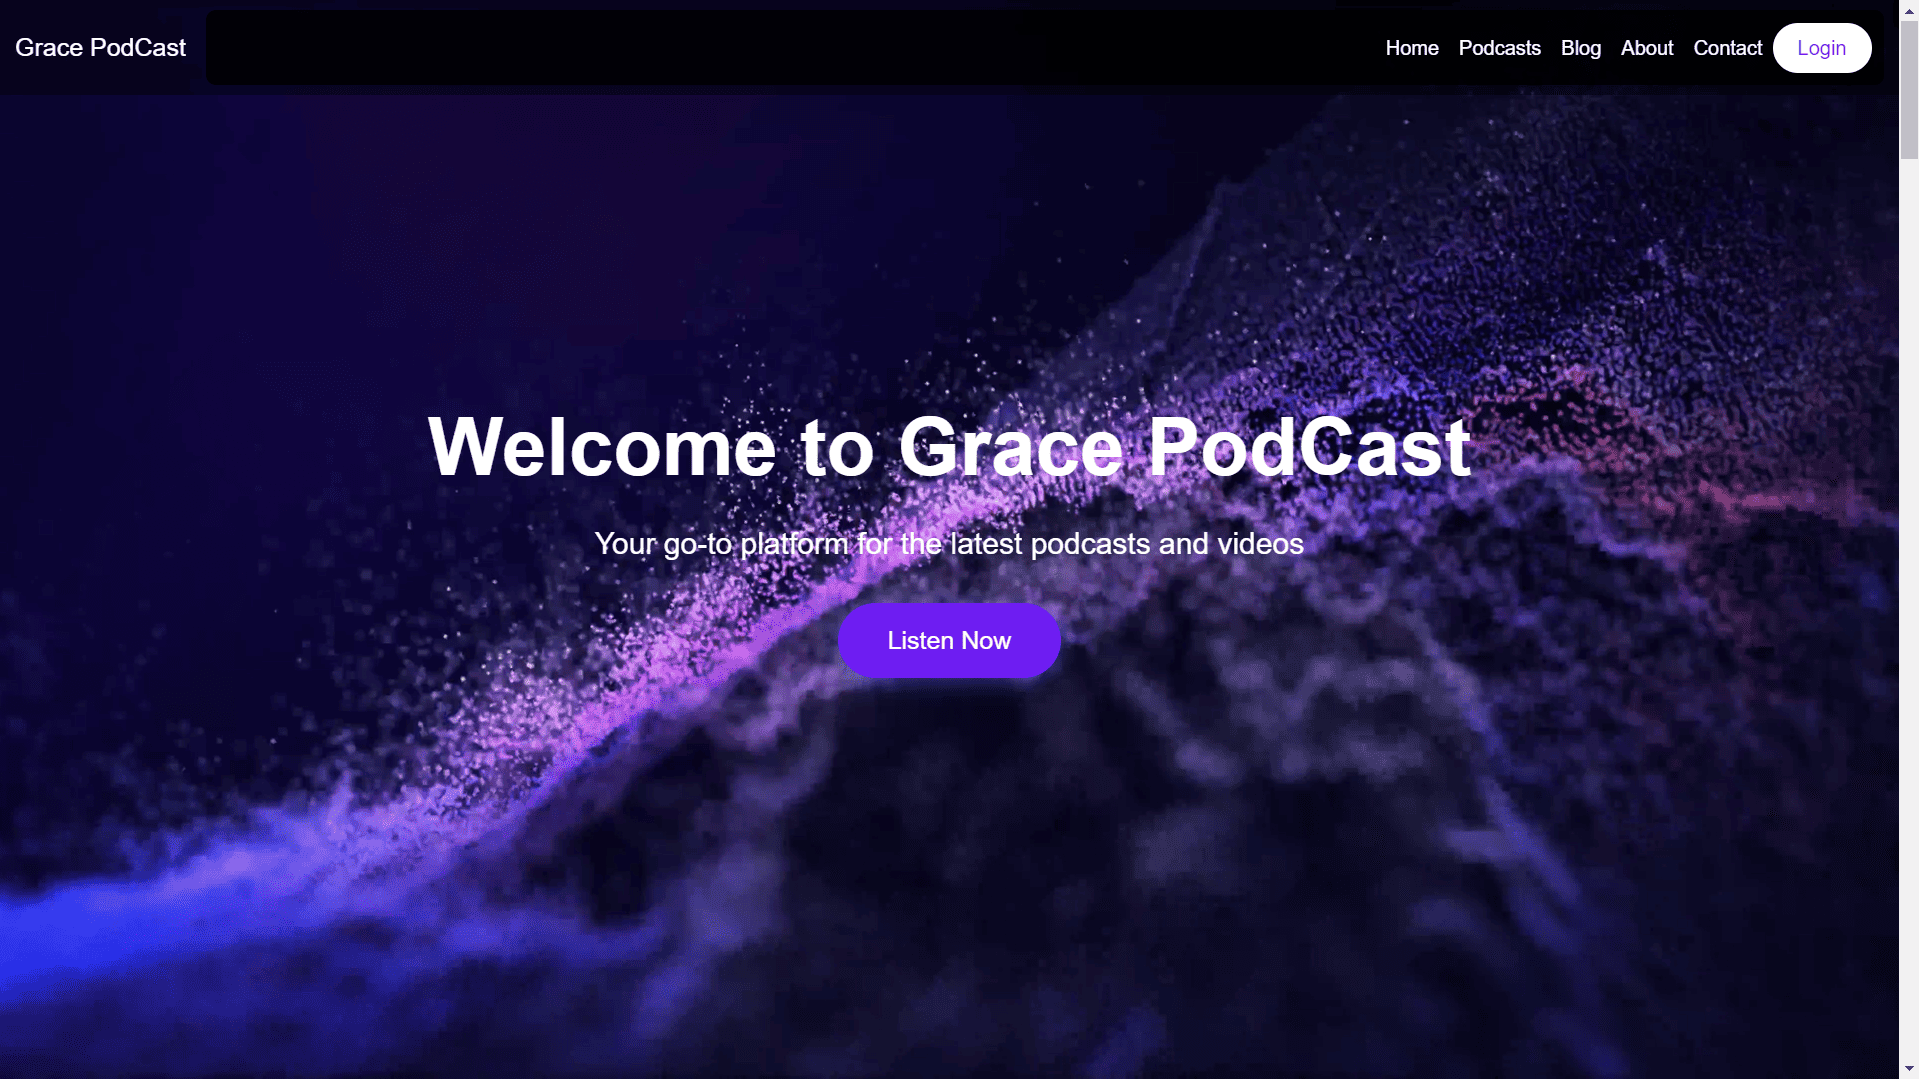 Grace PodCast
Home Podcasts Blog About Contact Login
Welcome to Grace PodCast
Your go-to platform for the latest podcasts and videos
Listen Now